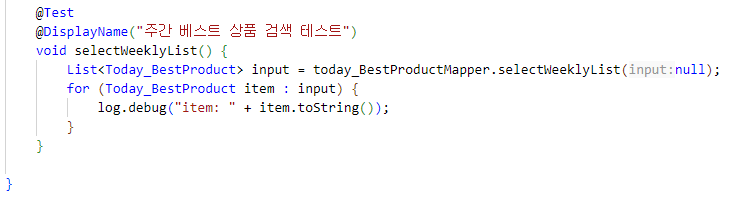 @Test
@DisplayName("주간 베스트 상품 검색 테스트")
void selectWeeklyList() {
List<Today_BestProduct> input = today_BestProductMapper.selectWeeklyList(input:null);
for (Today_BestProduct item : input) {
log.debug("item: " + item.toString());
}
}
}